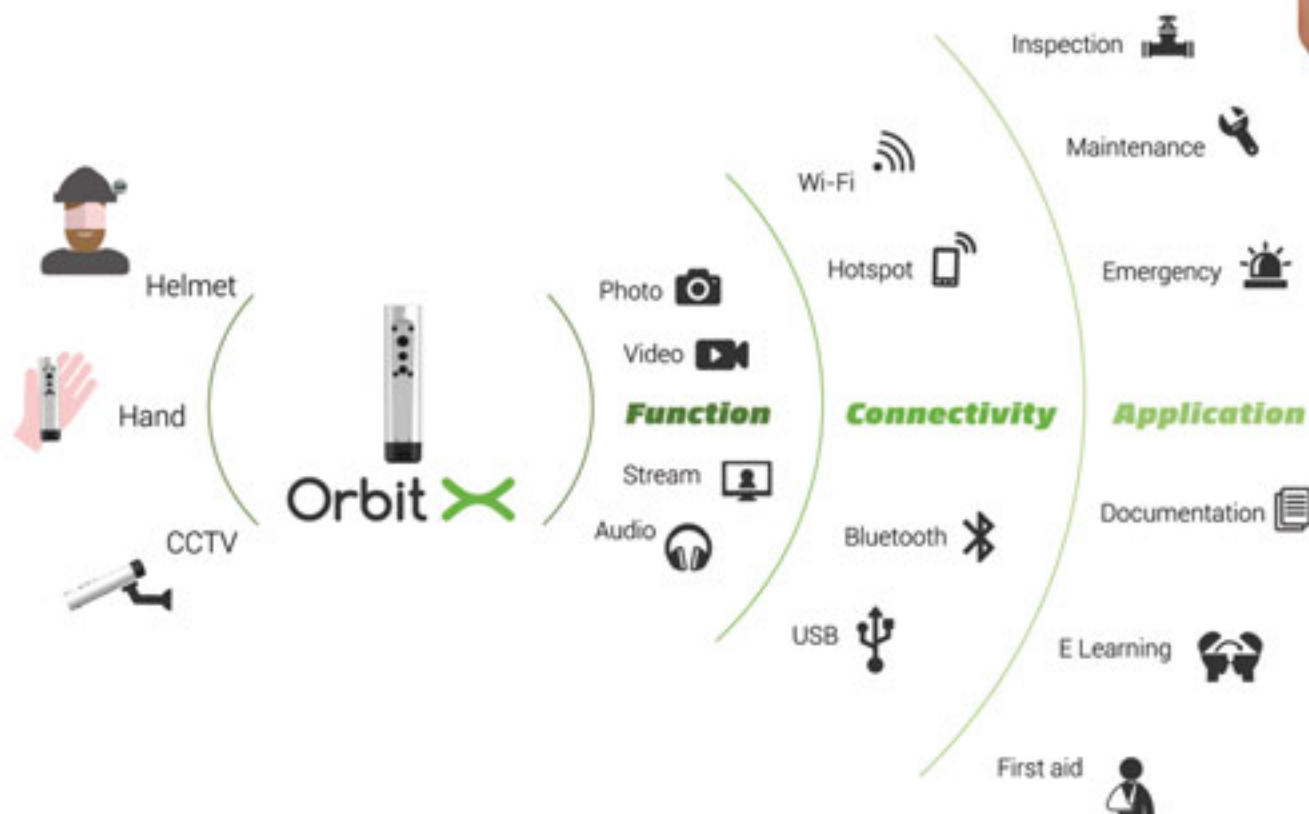 Helmet
Hand
CCTV
Orbit X
Photo
Video
Function
Stream
Audio
Wi-Fi
Hotspot
Connectivity
Bluetooth
USB
Inspection
Maintenance
Emergency
Application
Documentation
E Learning
First aid